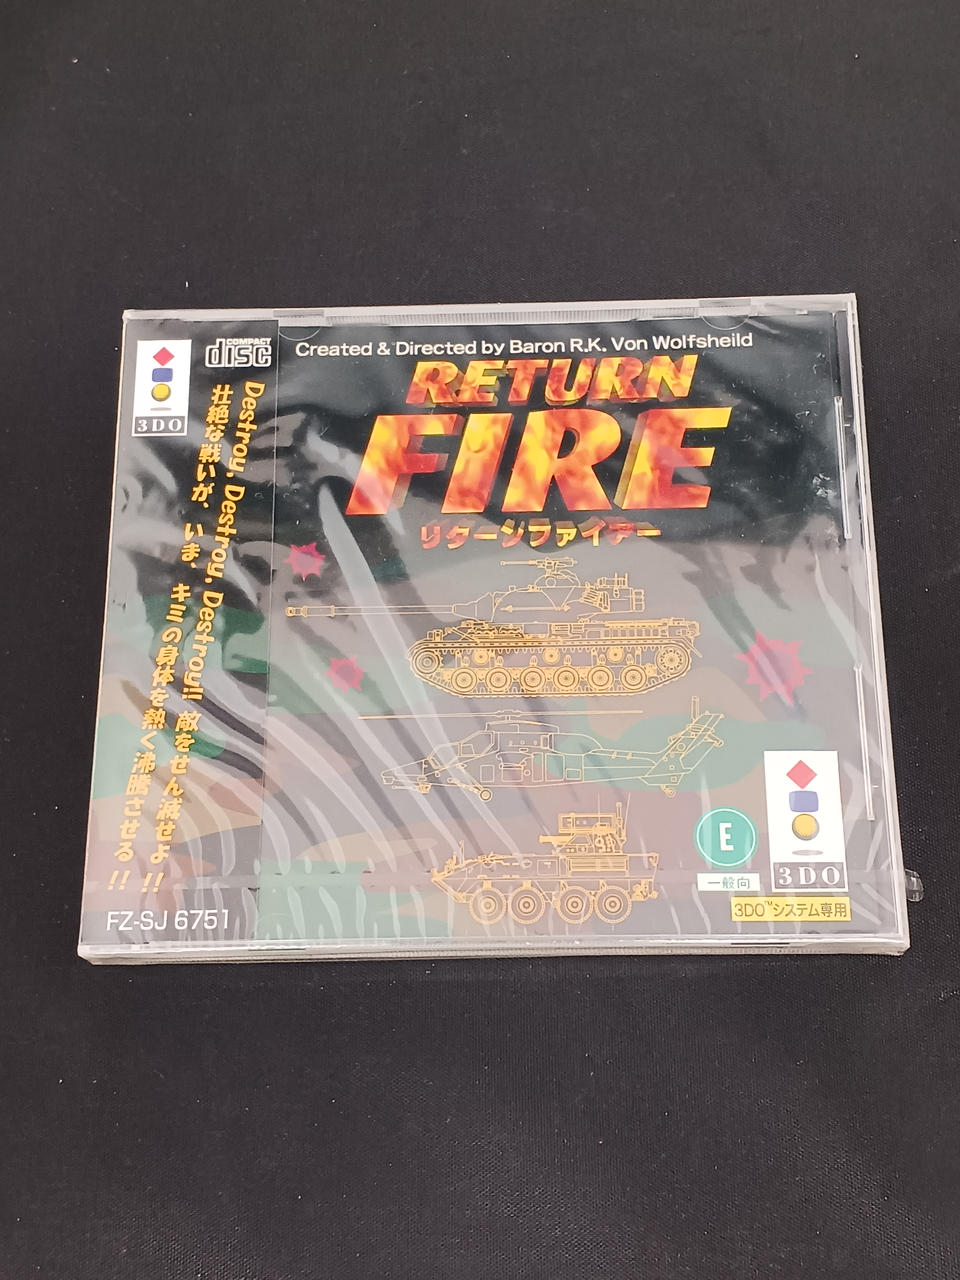 3DO
COMPACT
disc
Destroy, Destroy, Destroy!! 敵をせん滅せよ!!
壮絶な戦いが、いま、キミの身体を熱く沸騰させる!!
FZ-SJ 6751
Created & Directed by Baron R.K. Von Wolfsheild
RETURN
FIRE
リターンファイアー
E
一般向
3DO
3DO™システム専用